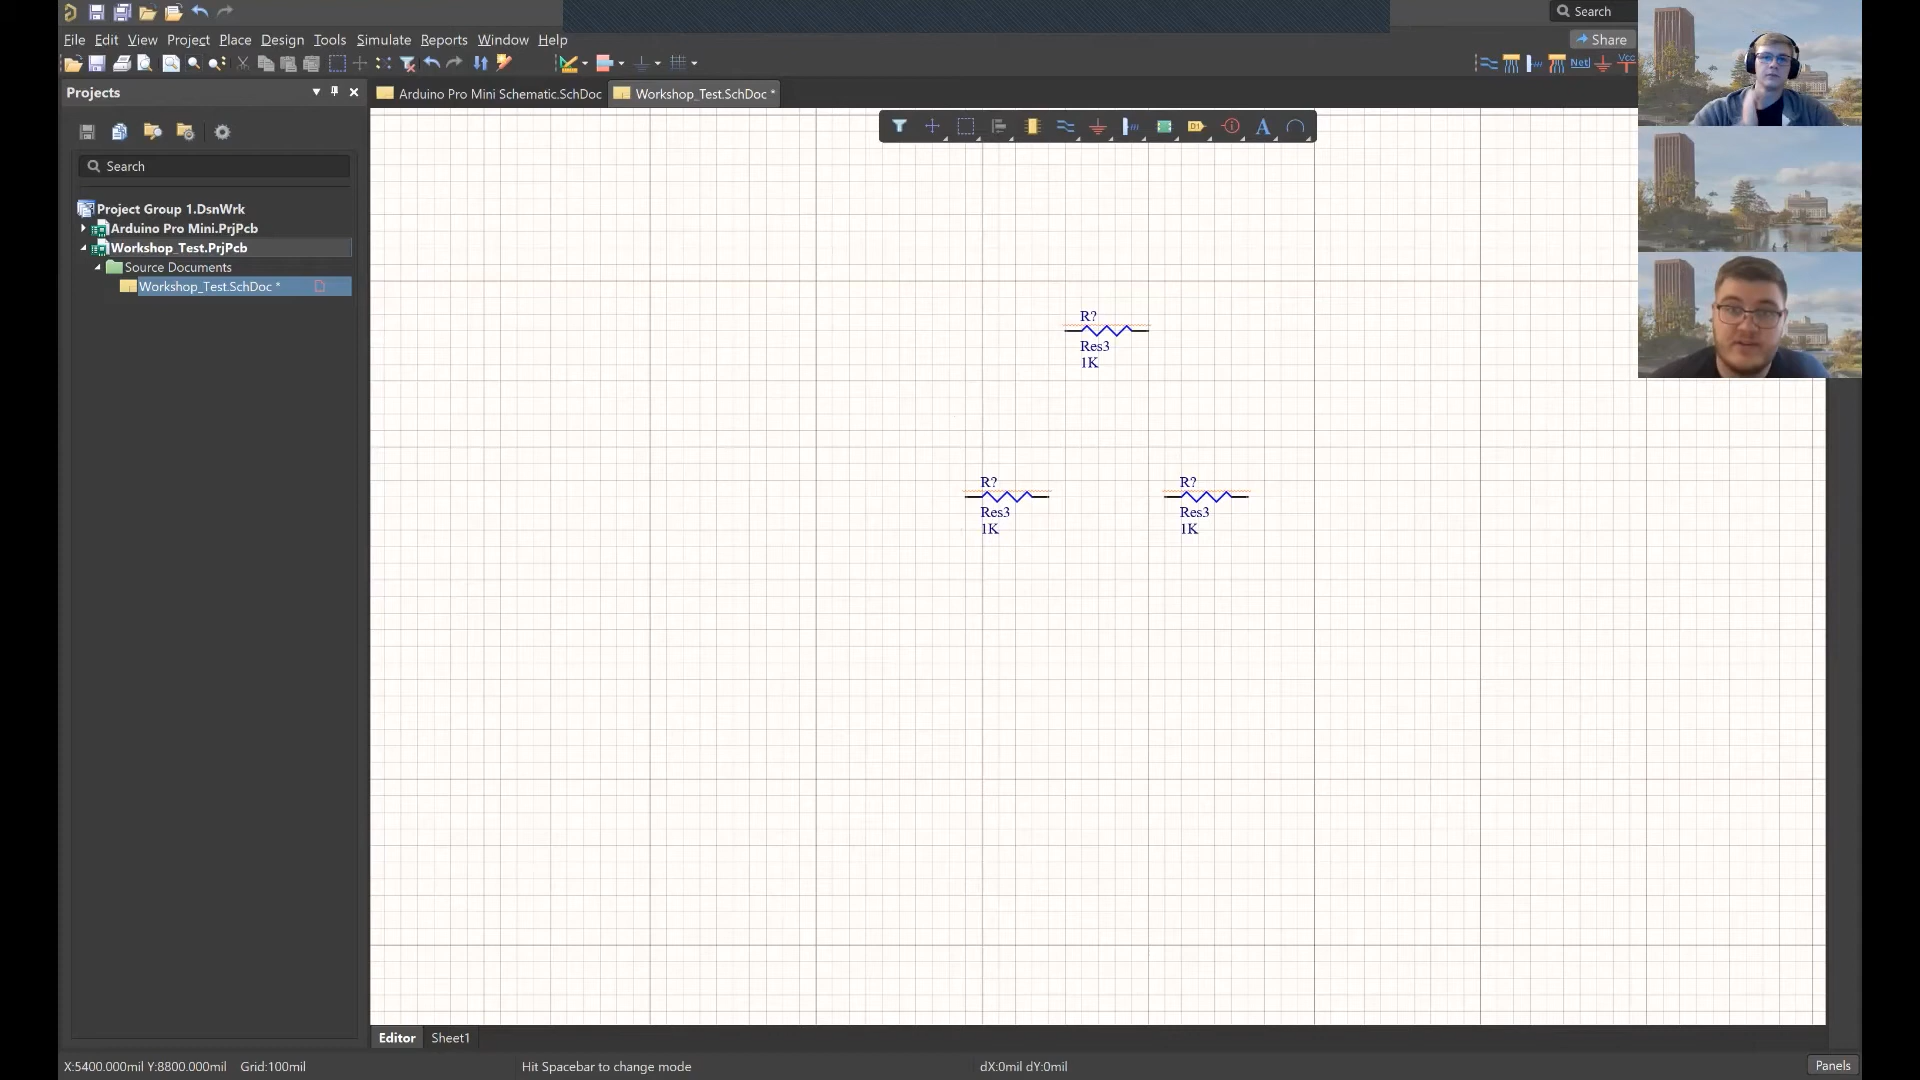 Search
File Edit View Project Place Design Tools Simulate Reports Window Help
Share
Net
Vcc
Projects
Arduino Pro Mini Schematic.SchDoc
Workshop_Test.SchDoc *
D1
A
Search
Project Group 1.DsnWrk
Arduino Pro Mini.PrjPcb
Workshop_Test.PrjPcb
Source Documents
Workshop_Test.SchDoc *
R?
Res3
1K
R?
Res3
1K
R?
Res3
1K
Editor Sheet1
X:5400.000mil Y:8800.000mil Grid:100mil
Hit Spacebar to change mode
dX:0mil dY:0mil
Panels